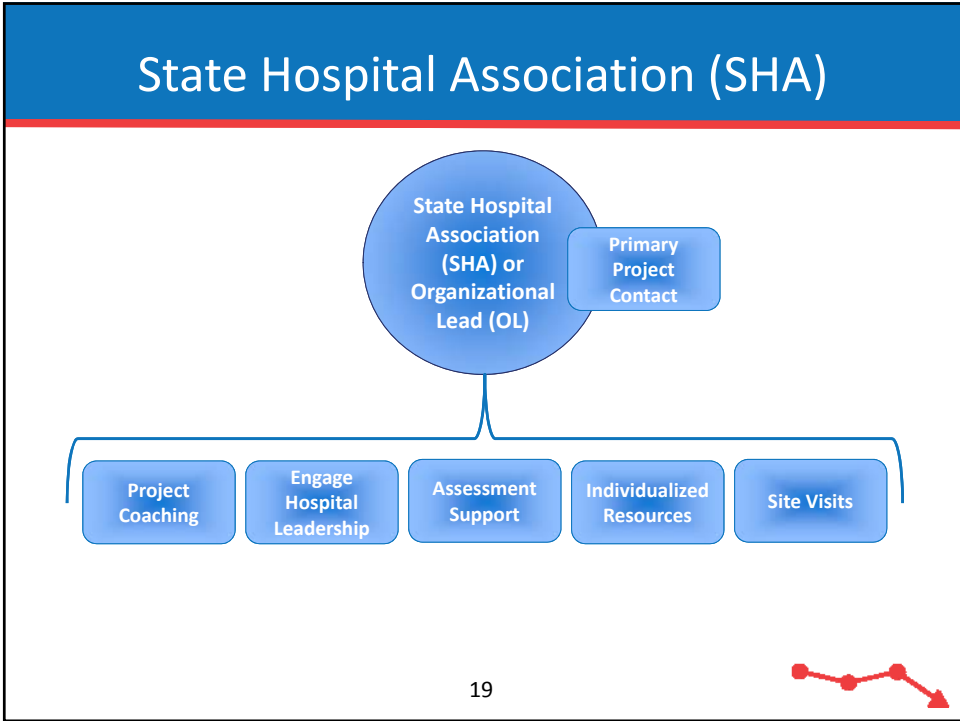 State Hospital Association (SHA)
State Hospital
Association
(SHA) or
Organizational
Lead (OL)
Primary
Project
Contact
Project
Coaching
Engage
Hospital
Leadership
Assessment
Support
Individualized
Resources
Site Visits
19